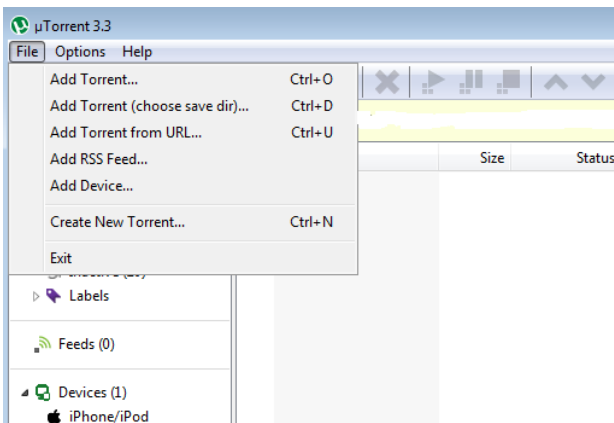 µTorrent 3.3
File Options Help
Add Torrent... Ctrl+O
Add Torrent (choose save dir)... Ctrl+D
Add Torrent from URL... Ctrl+U
Add RSS Feed...
Add Device...
Create New Torrent... Ctrl+N
Exit
Size Status
Labels
Feeds (0)
Devices (1)
iPhone/iPod